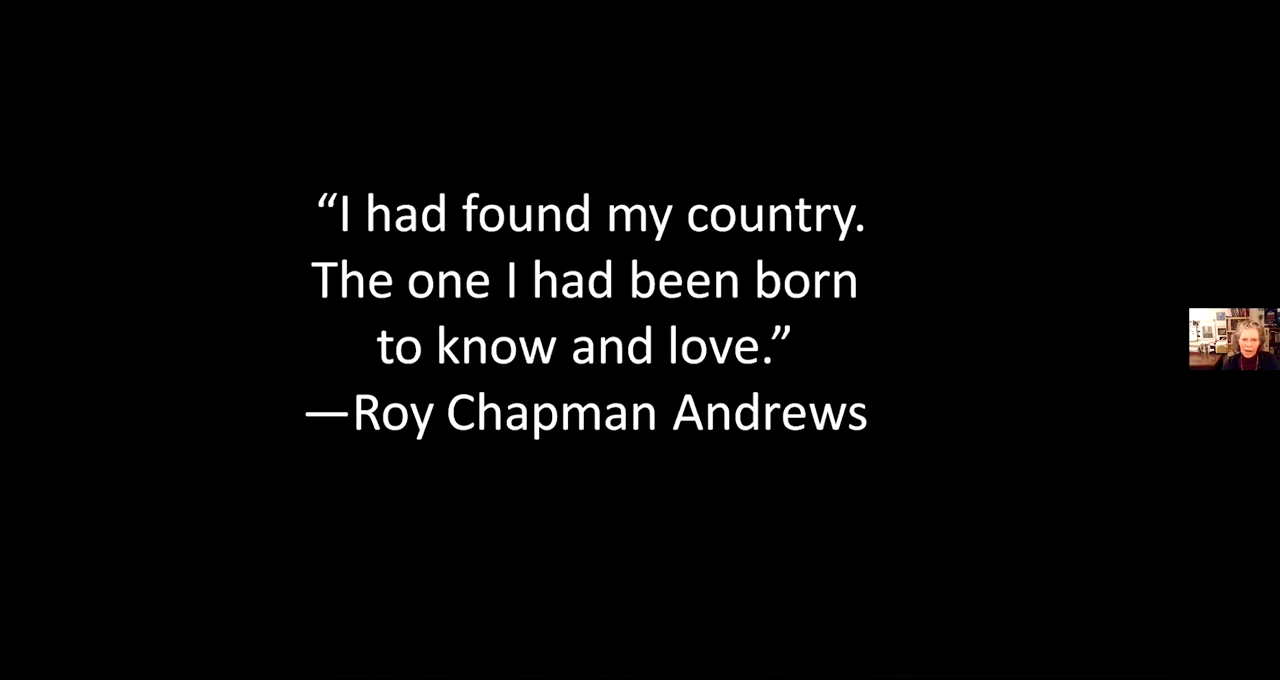 “I had found my country.
The one I had been born
to know and love.”
—Roy Chapman Andrews